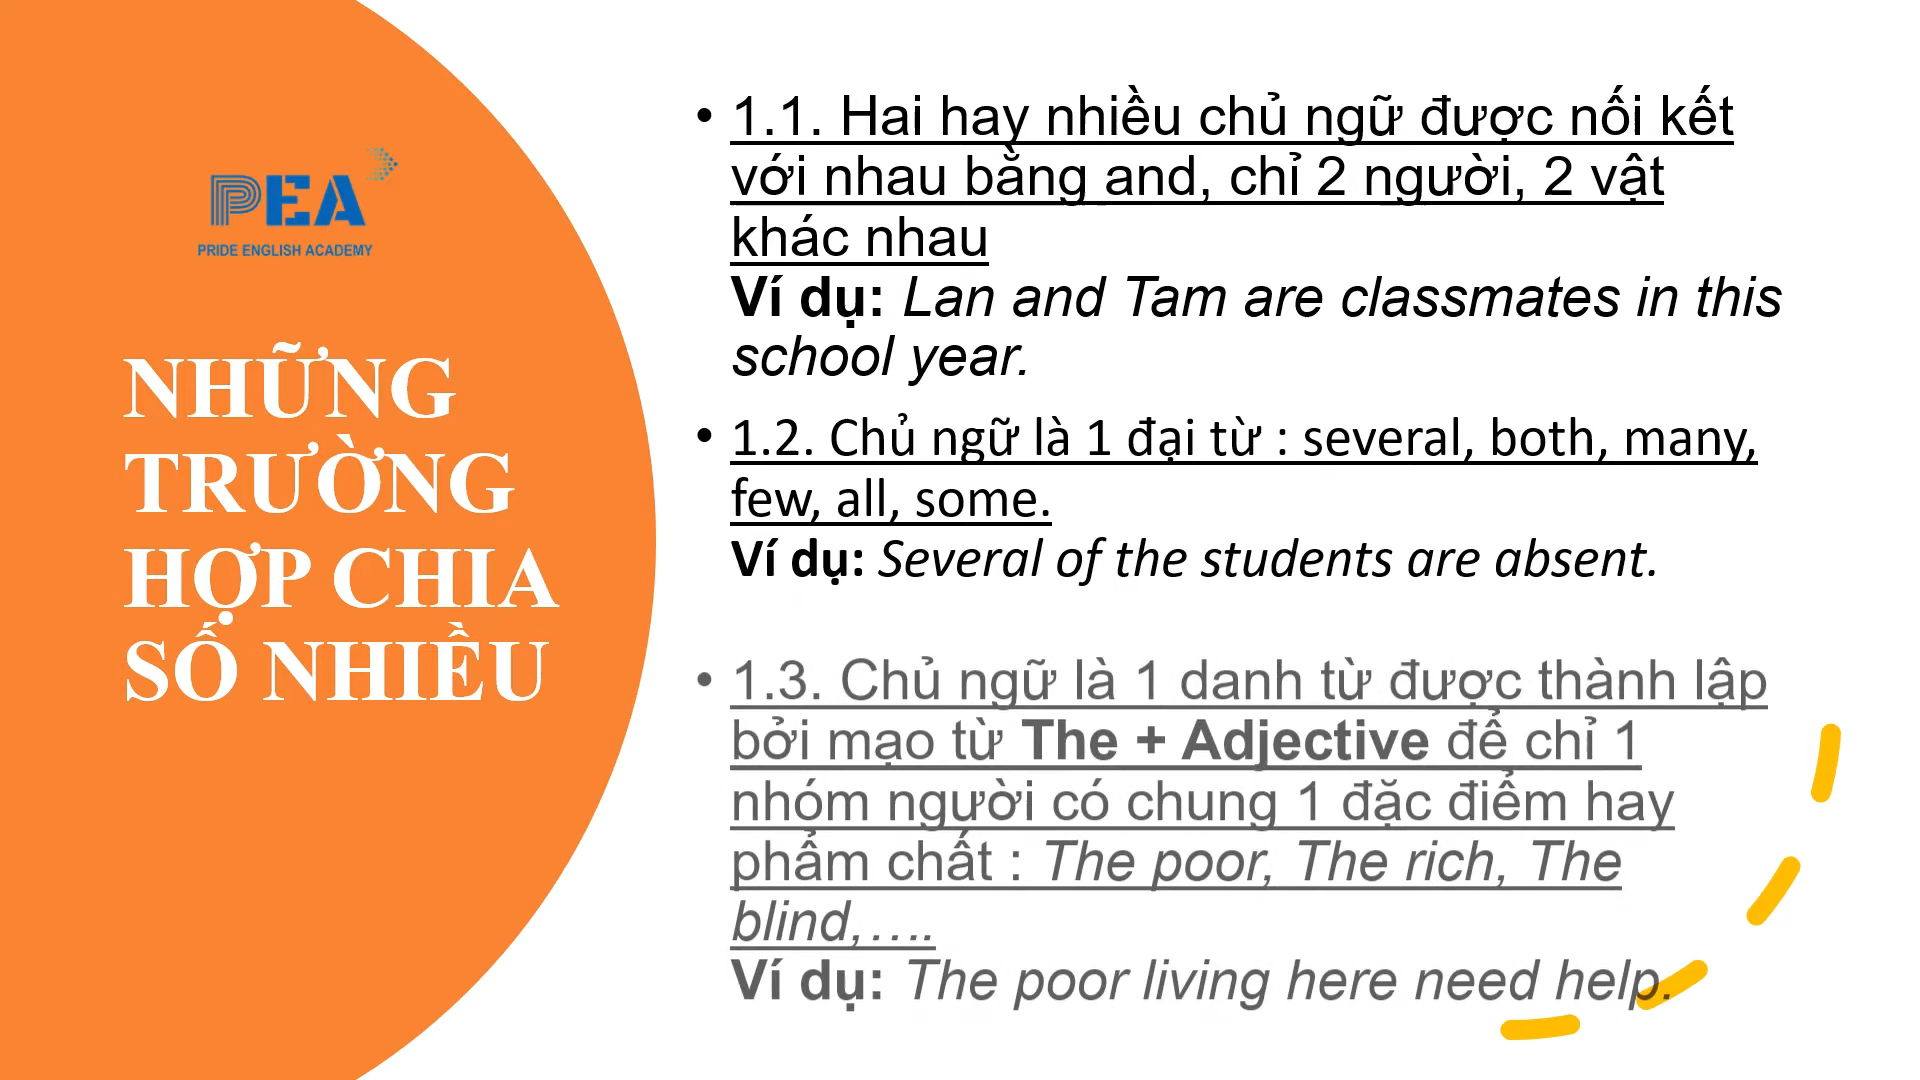 PEA
PRIDE ENGLISH ACADEMY
NHỮNG
TRƯỜNG
HỢP CHIA
SỐ NHIỀU
• 1.1. Hai hay nhiều chủ ngữ được nối kết
với nhau bằng and, chỉ 2 người, 2 vật
khác nhau
Ví dụ: Lan and Tam are classmates in this
school year.
• 1.2. Chủ ngữ là 1 đại từ : several, both, many,
few, all, some.
Ví dụ: Several of the students are absent.
• 1.3. Chủ ngữ là 1 danh từ được thành lập
bởi mạo từ The + Adjective để chỉ 1
nhóm người có chung 1 đặc điểm hay
phẩm chất : The poor, The rich, The
blind,….
Ví dụ: The poor living here need help.